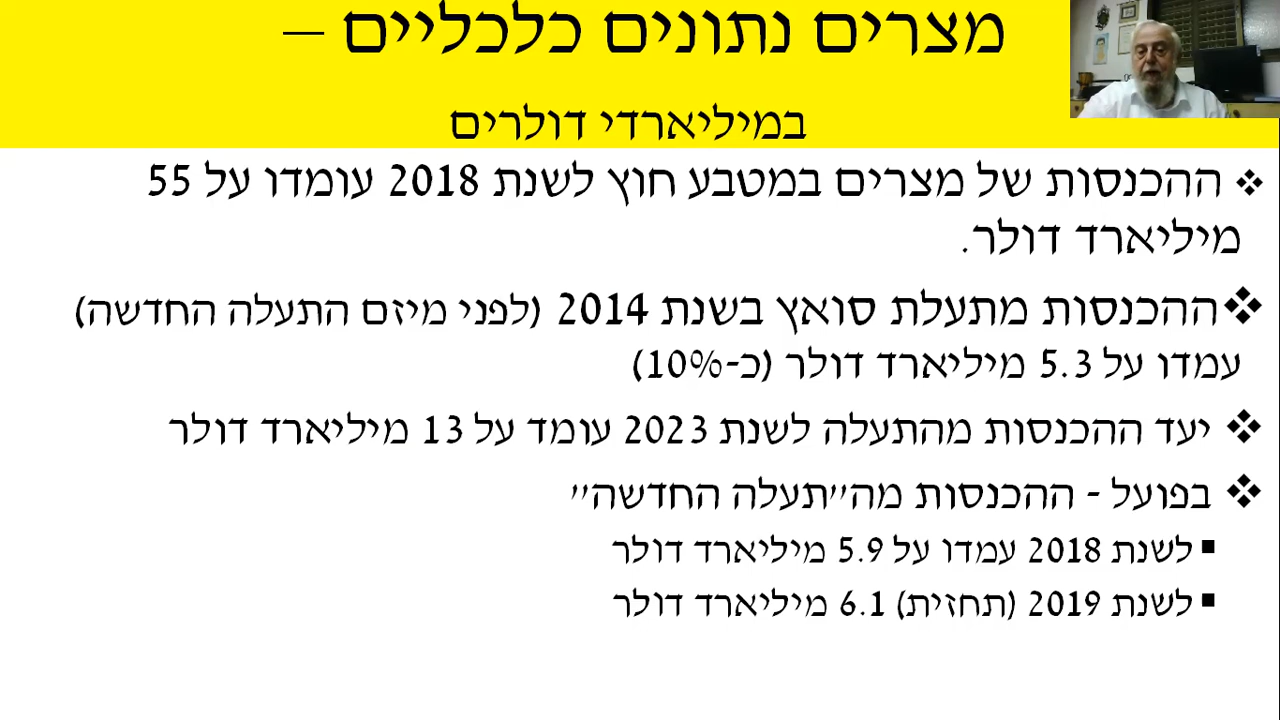 מצרים נתונים כלכליים –
במיליארדי דולרים
❖ ההכנסות של מצרים במטבע חוץ לשנת 2018 עומדו על 55
מיליארד דולר.
❖ההכנסות מתעלת סואץ בשנת 2014 (לפני מיזם התעלה החדשה)
עמדו על 5.3 מיליארד דולר (כ-10%)
❖ יעד ההכנסות מהתעלה לשנת 2023 עומד על 13 מיליארד דולר
❖ בפועל - ההכנסות מה״תעלה החדשה״
▪ לשנת 2018 עמדו על 5.9 מיליארד דולר
▪ לשנת 2019 (תחזית) 6.1 מיליארד דולר